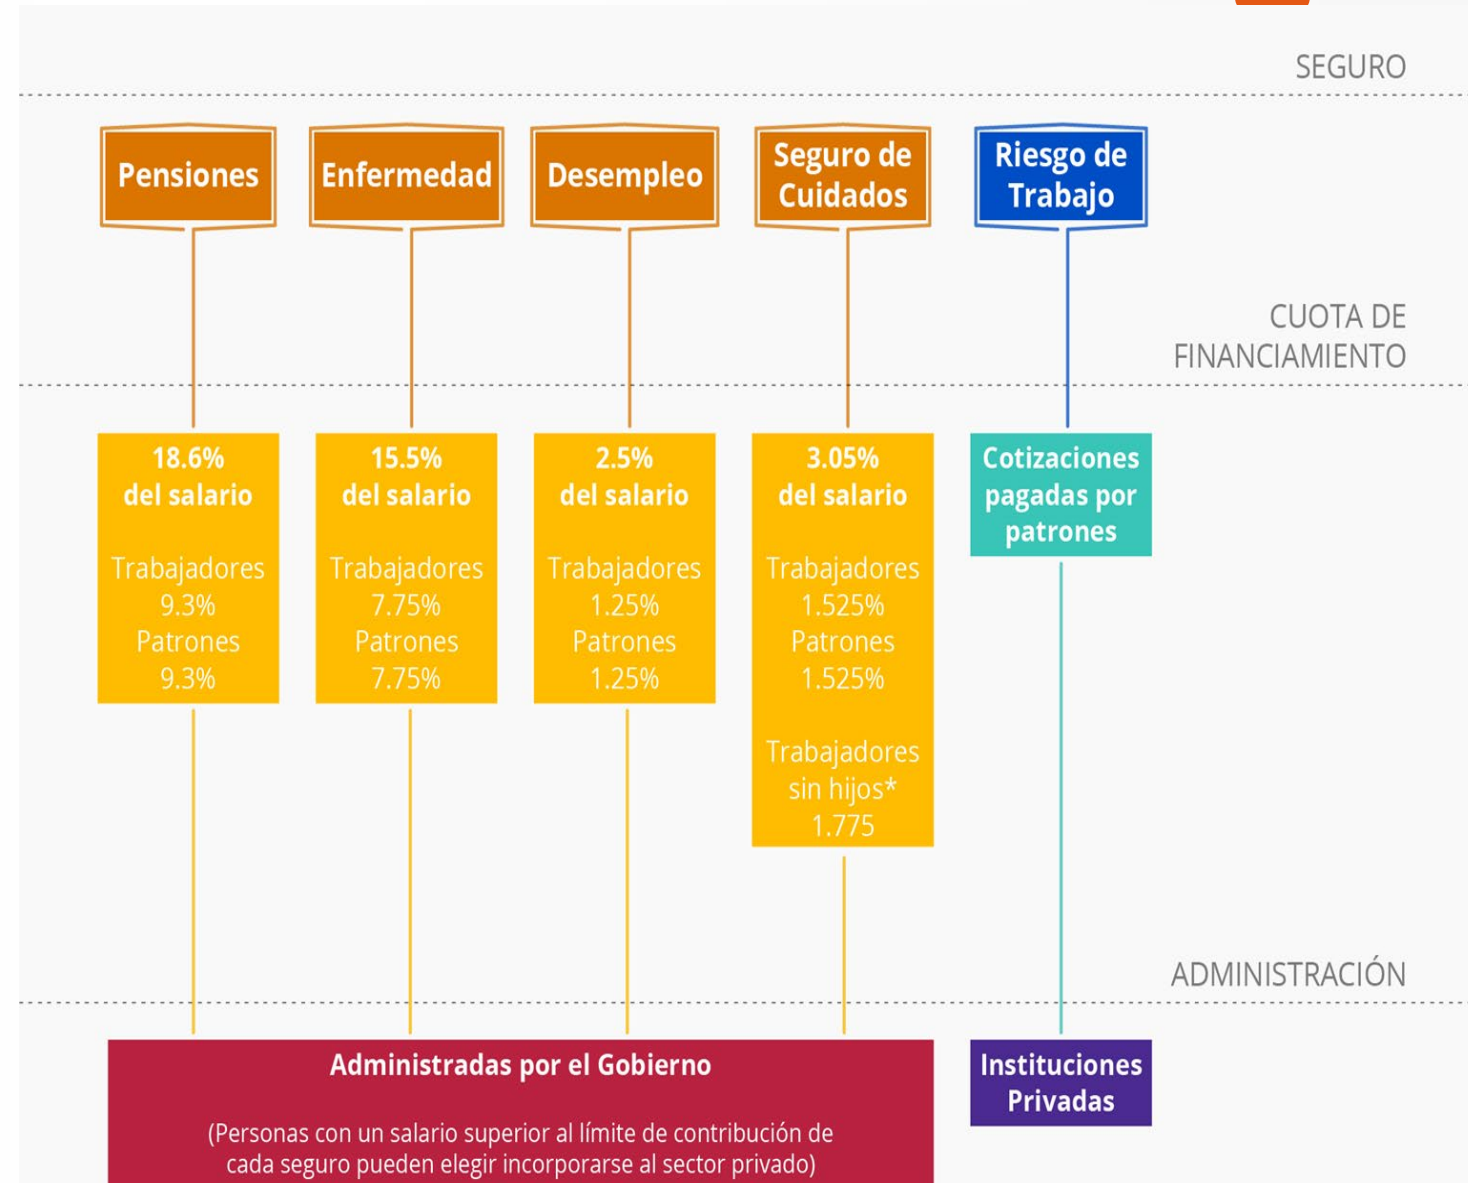 SEGURO
Pensiones
Enfermedad
Desempleo
Seguro de
Cuidados
Riesgo de
Trabajo
CUOTA DE
FINANCIAMIENTO
18.6%
del salario
Trabajadores
9.3%
Patrones
9.3%
15.5%
del salario
Trabajadores
7.75%
Patrones
7.75%
2.5%
del salario
Trabajadores
1.25%
Patrones
1.25%
3.05%
del salario
Trabajadores
1.525%
Patrones
1.525%
Trabajadores
sin hijos*
1.775
Cotizaciones
pagadas por
patrones
ADMINISTRACIÓN
Administradas por el Gobierno
(Personas con un salario superior al límite de contribución de
cada seguro pueden elegir incorporarse al sector privado)
Instituciones
Privadas